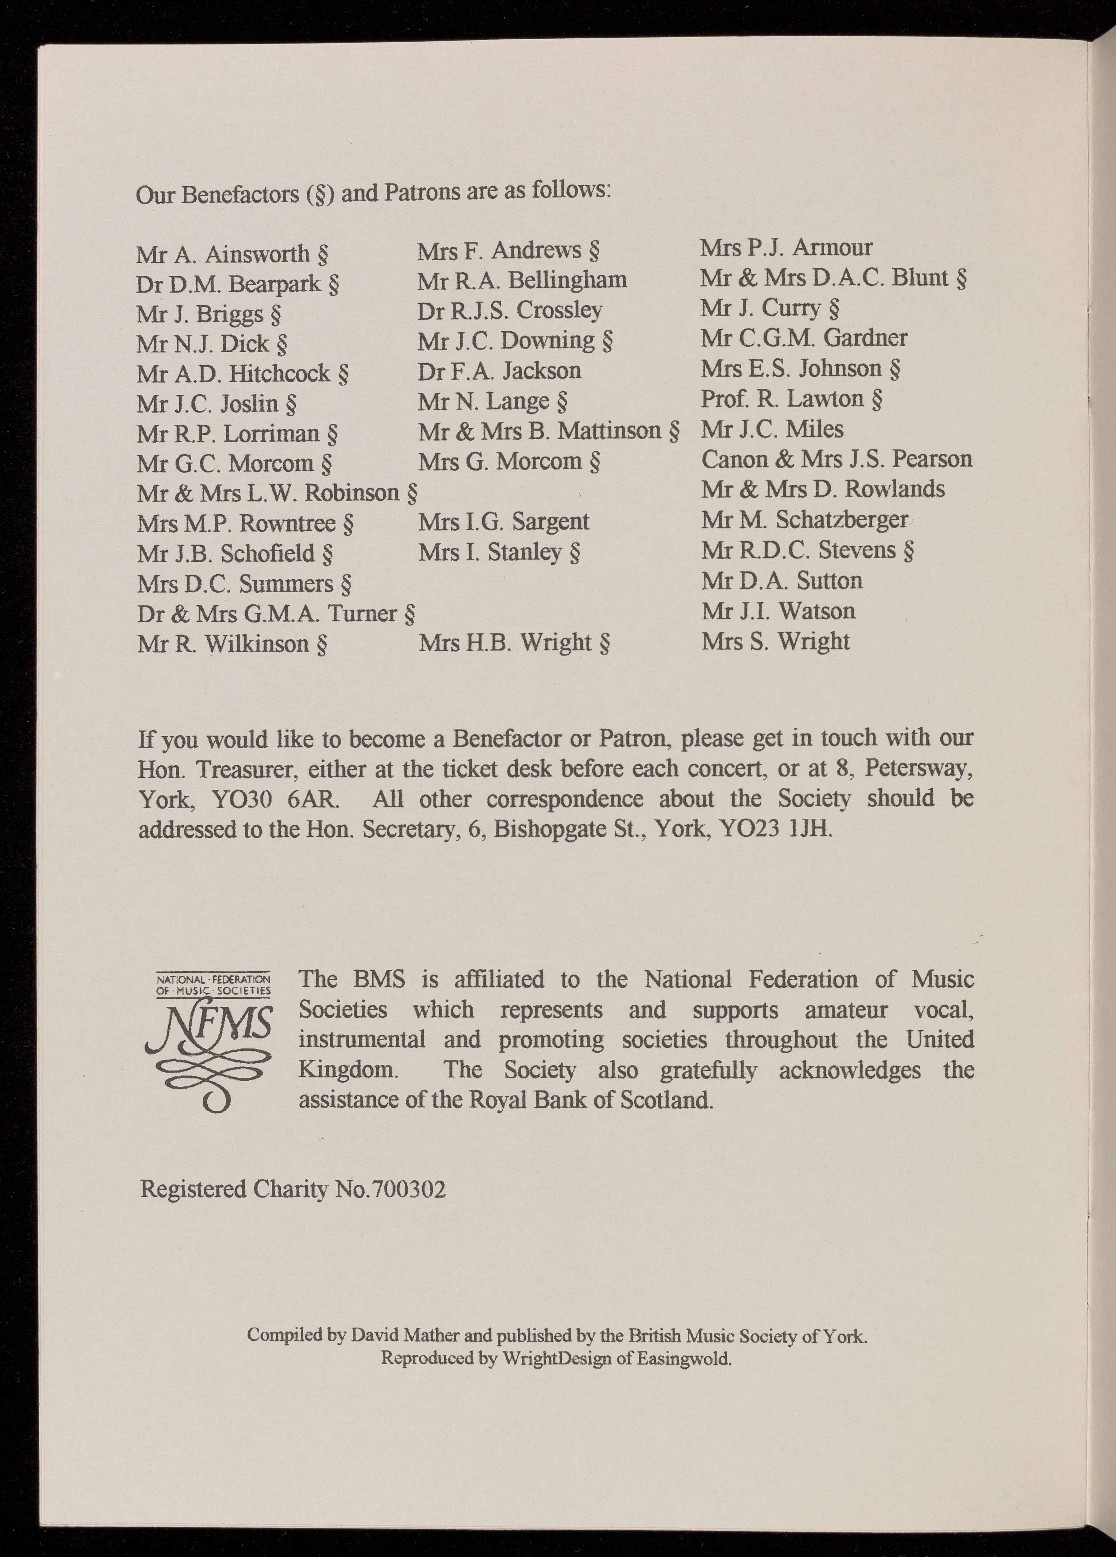 Our Benefactors (§) and Patrons are as follows:
Mr A. Ainsworth § Mrs F. Andrews § Mrs P.J. Armour
Dr D.M. Bearpark § Mr R.A. Bellingham Mr & Mrs D.A.C. Blunt §
Mr J. Briggs § Dr R.J.S. Crossley Mr J. Curry §
Mr N.J. Dick § Mr J.C. Downing § Mr C.G.M. Gardner
Mr A.D. Hitchcock § Dr F.A. Jackson Mrs E.S. Johnson §
Mr J.C. Joslin § Mr N. Lange § Prof. R. Lawton §
Mr R.P. Lorriman § Mr & Mrs B. Mattinson § Mr J.C. Miles
Mr G.C. Morcom § Mrs G. Morcom § Canon & Mrs J.S. Pearson
Mr & Mrs L.W. Robinson § Mr & Mrs D. Rowlands
Mrs M.P. Rowntree § Mrs I.G. Sargent Mr M. Schatzberger
Mr J.B. Schofield § Mrs I. Stanley § Mr R.D.C. Stevens §
Mrs D.C. Summers § Mr D.A. Sutton
Dr & Mrs G.M.A. Turner § Mr J.I. Watson
Mr R. Wilkinson § Mrs H.B. Wright § Mrs S. Wright
If you would like to become a Benefactor or Patron, please get in touch with our
Hon. Treasurer, either at the ticket desk before each concert, or at 8, Petersway,
York, YO30 6AR. All other correspondence about the Society should be
addressed to the Hon. Secretary, 6, Bishopgate St., York, YO23 1JH.
NATIONAL · FEDERATION
OF · MUSIC · SOCIETIES
NFMS
The BMS is affiliated to the National Federation of Music
Societies which represents and supports amateur vocal,
instrumental and promoting societies throughout the United
Kingdom. The Society also gratefully acknowledges the
assistance of the Royal Bank of Scotland.
Registered Charity No.700302
Compiled by David Mather and published by the British Music Society of York.
Reproduced by WrightDesign of Easingwold.